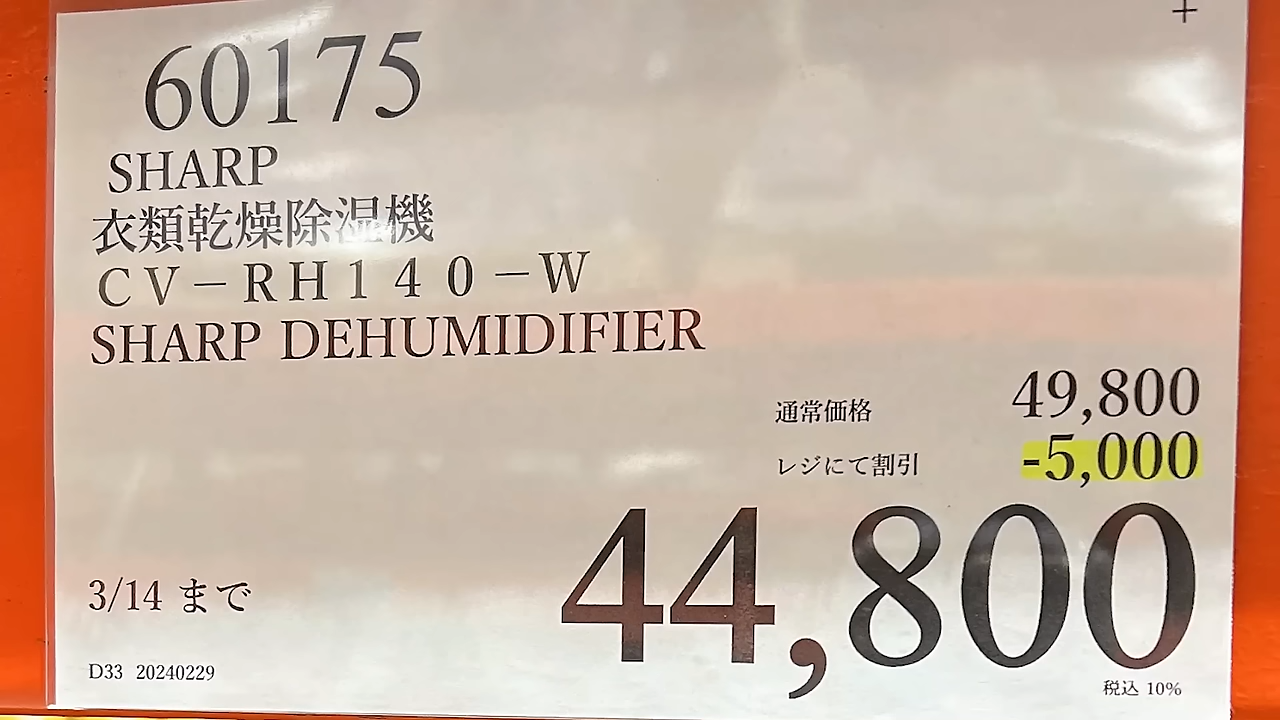 +
60175
SHARP
衣類乾燥除湿機
ＣＶ－ＲＨ１４０－Ｗ
SHARP DEHUMIDIFIER
通常価格 49,800
レジにて割引 -5,000
44,800
3/14 まで
D33 20240229
税込 10%